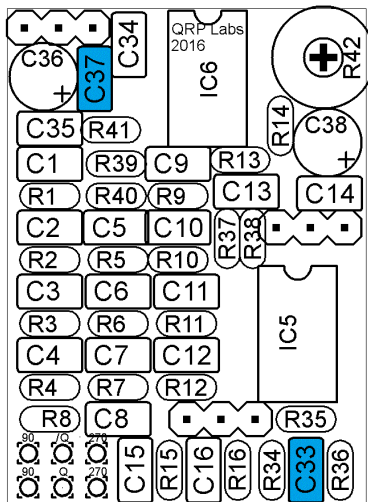 QRP Labs
2016
C34
C36
C37
IC6
R42
+
+
C35
R41
R14
C38
+
C1
R39
C9
R13
R1
R40
R9
C13
C14
C2
C5
C10
R37
R38
R2
R5
R10
C3
C6
C11
R3
R6
R11
IC5
C4
C7
C12
R4
R7
R12
R8
C8
R35
90
/Q
270
90
Q
270
C15
R15
C16
R16
R34
C33
R36